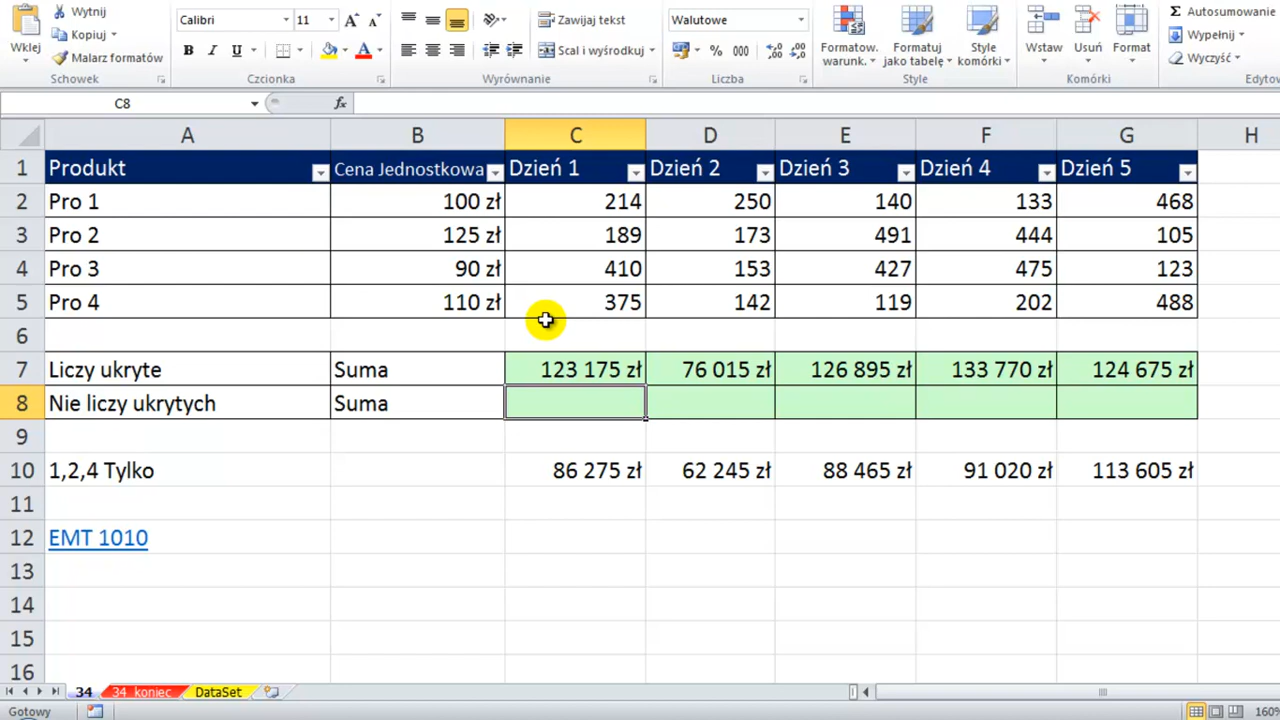 Wytnij
Kopiuj
Malarz formatów
Wklej
Schowek
Calibri 11
B I U
Czcionka
Zawijaj tekst
Scal i wyśrodkuj
Wyrównanie
Walutowe
% 000
Liczba
Formatow. warunk.
Formatuj jako tabelę
Style komórki
Style
Wstaw
Usuń
Format
Komórki
Σ Autosumowanie
Wypełnij
Wyczyść
Edyto
C8 fx
A B C D E F G H
1 Produkt Cena Jednostkowa Dzień 1 Dzień 2 Dzień 3 Dzień 4 Dzień 5
2 Pro 1 100 zł 214 250 140 133 468
3 Pro 2 125 zł 189 173 491 444 105
4 Pro 3 90 zł 410 153 427 475 123
5 Pro 4 110 zł 375 142 119 202 488
6
7 Liczy ukryte Suma 123 175 zł 76 015 zł 126 895 zł 133 770 zł 124 675 zł
8 Nie liczy ukrytych Suma
9
10 1,2,4 Tylko 86 275 zł 62 245 zł 88 465 zł 91 020 zł 113 605 zł
11
12 EMT 1010
13
14
15
16
34 34_koniec DataSet
Gotowy 160%